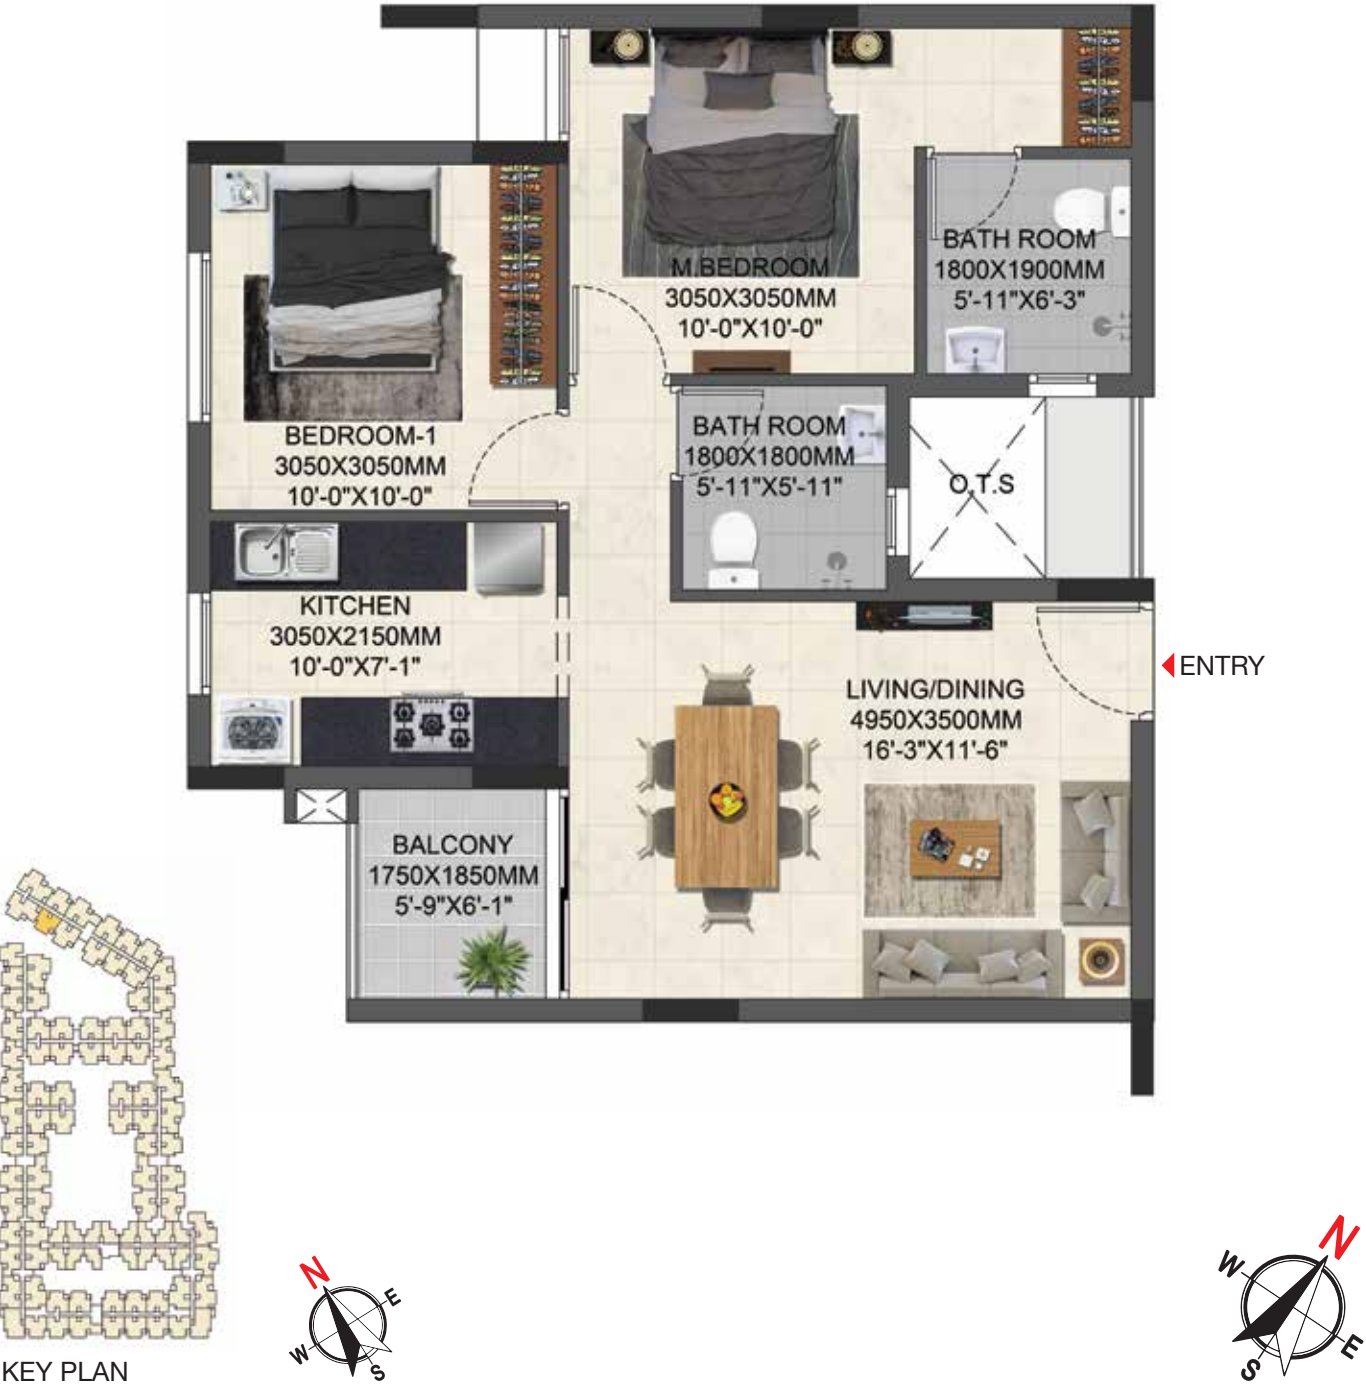 M.BEDROOM
3050X3050MM
10'-0"X10'-0"
BATH ROOM
1800X1900MM
5'-11"X6'-3"
BEDROOM-1
3050X3050MM
10'-0"X10'-0"
BATH ROOM
1800X1800MM
5'-11"X5'-11"
O.T.S
KITCHEN
3050X2150MM
10'-0"X7'-1"
ENTRY
LIVING/DINING
4950X3500MM
16'-3"X11'-6"
BALCONY
1750X1850MM
5'-9"X6'-1"
KEY PLAN
N
E
W
S
N
W
E
S